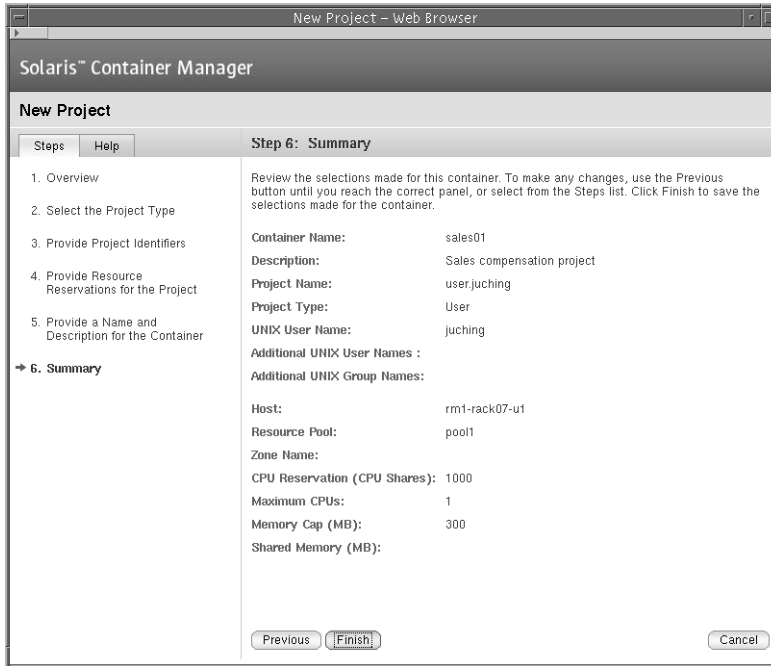 New Project – Web Browser
Solaris™ Container Manager
New Project
Steps
Help
1. Overview
2. Select the Project Type
3. Provide Project Identifiers
4. Provide Resource
Reservations for the Project
5. Provide a Name and
Description for the Container
6. Summary
Step 6: Summary
Review the selections made for this container. To make any changes, use the Previous
button until you reach the correct panel, or select from the Steps list. Click Finish to save the
selections made for the container.
Container Name: sales01
Description: Sales compensation project
Project Name: user.juching
Project Type: User
UNIX User Name: juching
Additional UNIX User Names :
Additional UNIX Group Names:
Host: rm1-rack07-u1
Resource Pool: pool1
Zone Name:
CPU Reservation (CPU Shares): 1000
Maximum CPUs: 1
Memory Cap (MB): 300
Shared Memory (MB):
Previous Finish Cancel